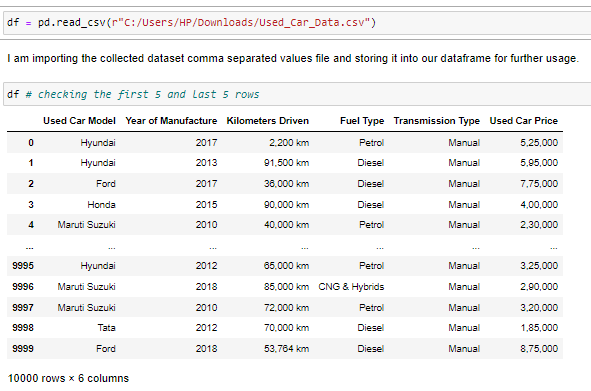 df = pd.read_csv(r"C:/Users/HP/Downloads/Used_Car_Data.csv")
I am importing the collected dataset comma separated values file and storing it into our dataframe for further usage.
df # checking the first 5 and last 5 rows
Used Car Model Year of Manufacture Kilometers Driven Fuel Type Transmission Type Used Car Price
0 Hyundai 2017 2,200 km Petrol Manual 5,25,000
1 Hyundai 2013 91,500 km Diesel Manual 5,95,000
2 Ford 2017 36,000 km Diesel Manual 7,75,000
3 Honda 2015 90,000 km Diesel Manual 4,00,000
4 Maruti Suzuki 2010 40,000 km Petrol Manual 2,30,000
... ... ... ... ... ... ...
9995 Hyundai 2012 65,000 km Petrol Manual 3,25,000
9996 Maruti Suzuki 2018 85,000 km CNG & Hybrids Manual 2,90,000
9997 Maruti Suzuki 2010 72,000 km Petrol Manual 3,20,000
9998 Tata 2012 70,000 km Diesel Manual 1,85,000
9999 Ford 2018 53,764 km Diesel Manual 8,75,000
10000 rows × 6 columns